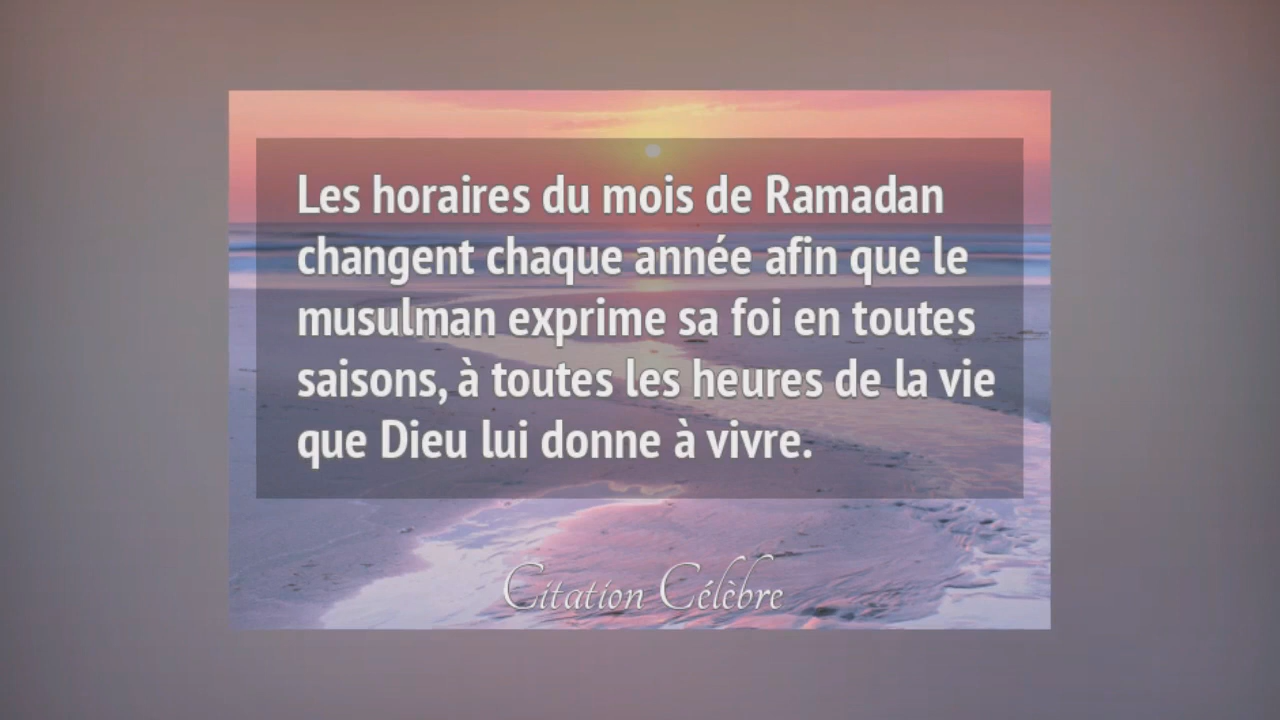 Les horaires du mois de Ramadan
changent chaque année afin que le
musulman exprime sa foi en toutes
saisons, à toutes les heures de la vie
que Dieu lui donne à vivre.
Citation Célèbre